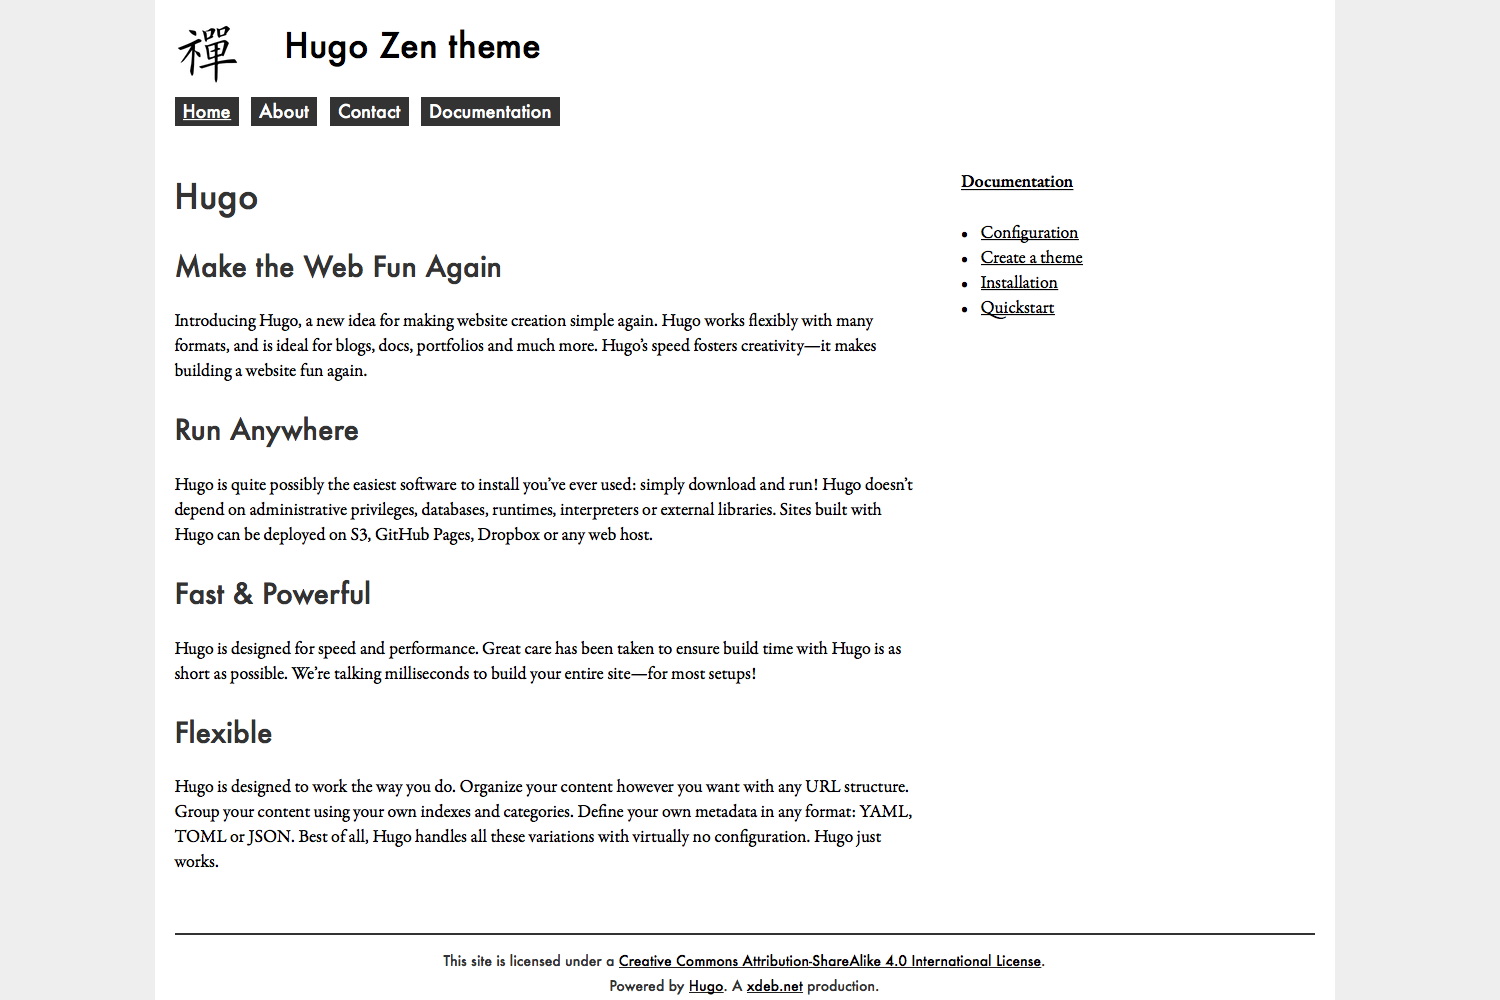 禪
Hugo Zen theme
Home About Contact Documentation
Hugo
Make the Web Fun Again
Introducing Hugo, a new idea for making website creation simple again. Hugo works flexibly with many
formats, and is ideal for blogs, docs, portfolios and much more. Hugo’s speed fosters creativity—it makes
building a website fun again.
Run Anywhere
Hugo is quite possibly the easiest software to install you’ve ever used: simply download and run! Hugo doesn’t
depend on administrative privileges, databases, runtimes, interpreters or external libraries. Sites built with
Hugo can be deployed on S3, GitHub Pages, Dropbox or any web host.
Fast & Powerful
Hugo is designed for speed and performance. Great care has been taken to ensure build time with Hugo is as
short as possible. We’re talking milliseconds to build your entire site—for most setups!
Flexible
Hugo is designed to work the way you do. Organize your content however you want with any URL structure.
Group your content using your own indexes and categories. Define your own metadata in any format: YAML,
TOML or JSON. Best of all, Hugo handles all these variations with virtually no configuration. Hugo just
works.
Documentation
• Configuration
• Create a theme
• Installation
• Quickstart
This site is licensed under a Creative Commons Attribution-ShareAlike 4.0 International License.
Powered by Hugo. A xdeb.net production.